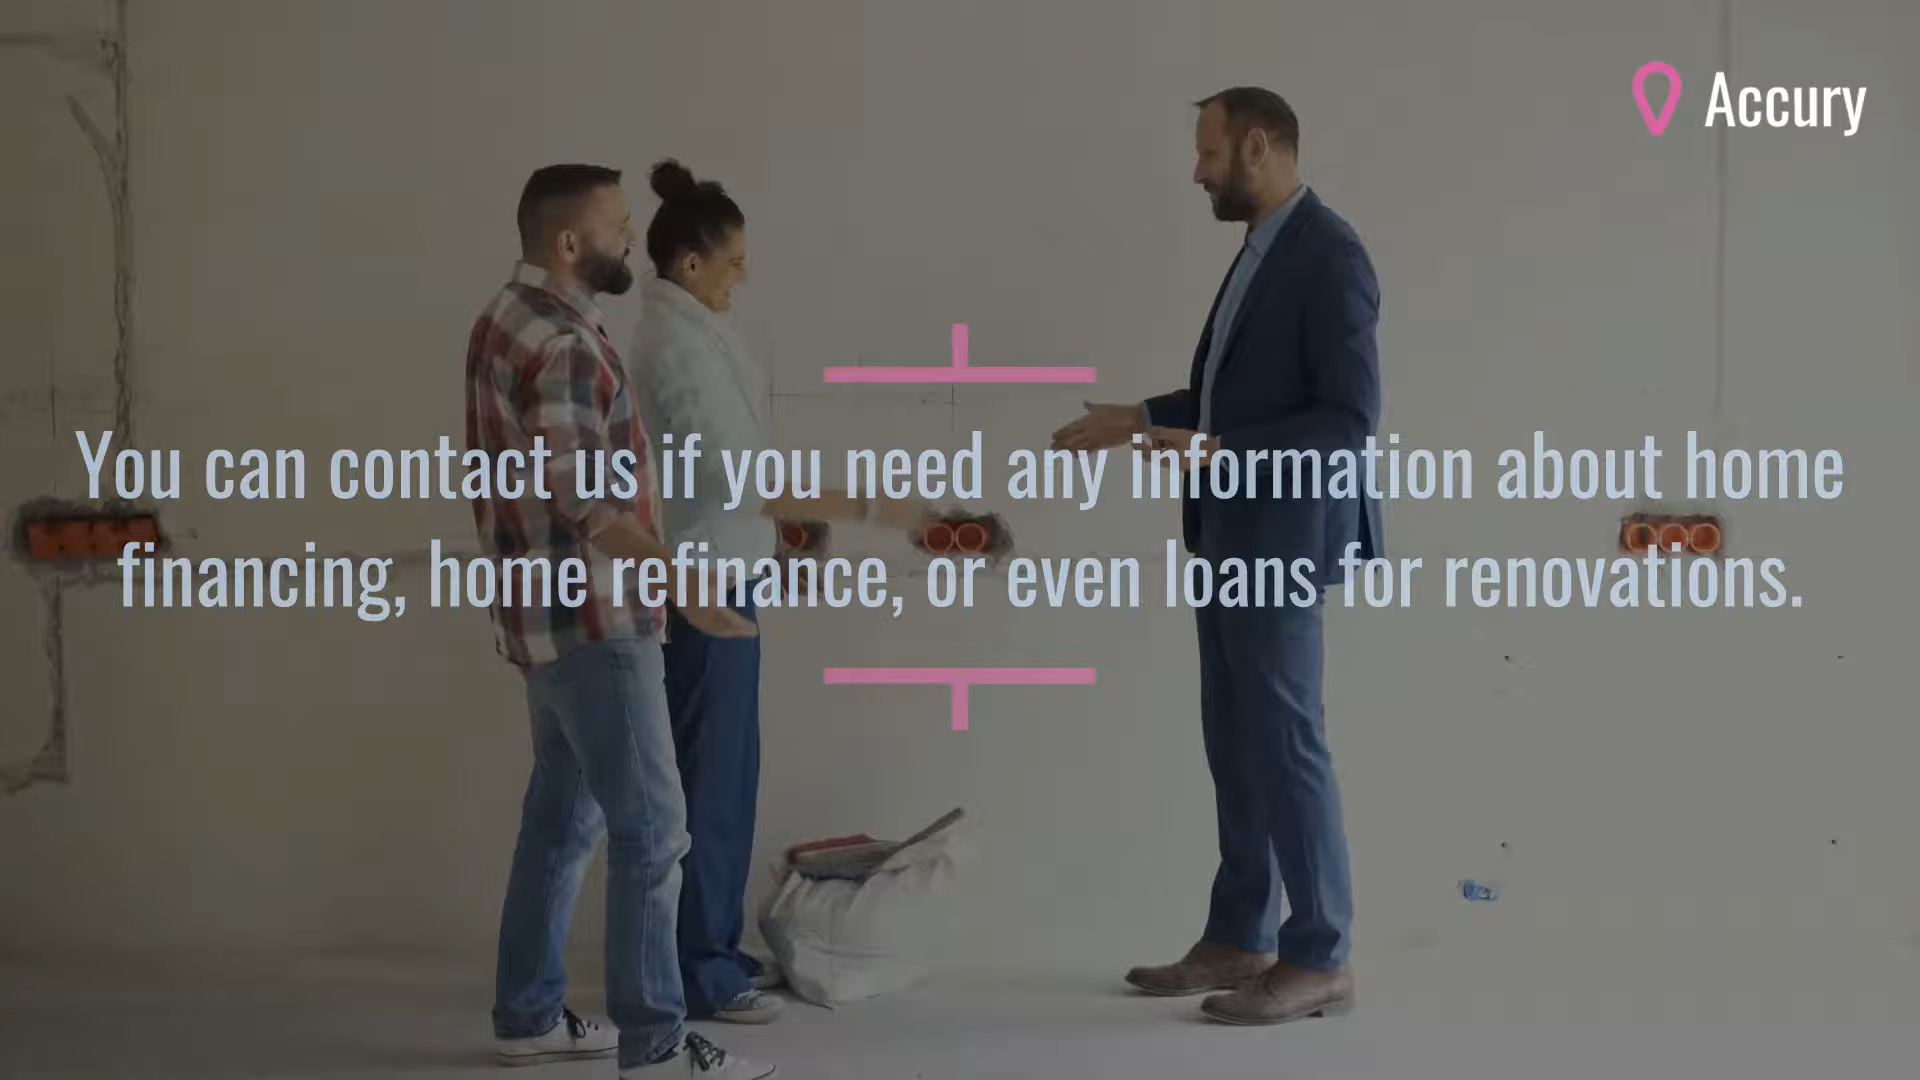 Accury
You can contact us if you need any information about home
financing, home refinance, or even loans for renovations.